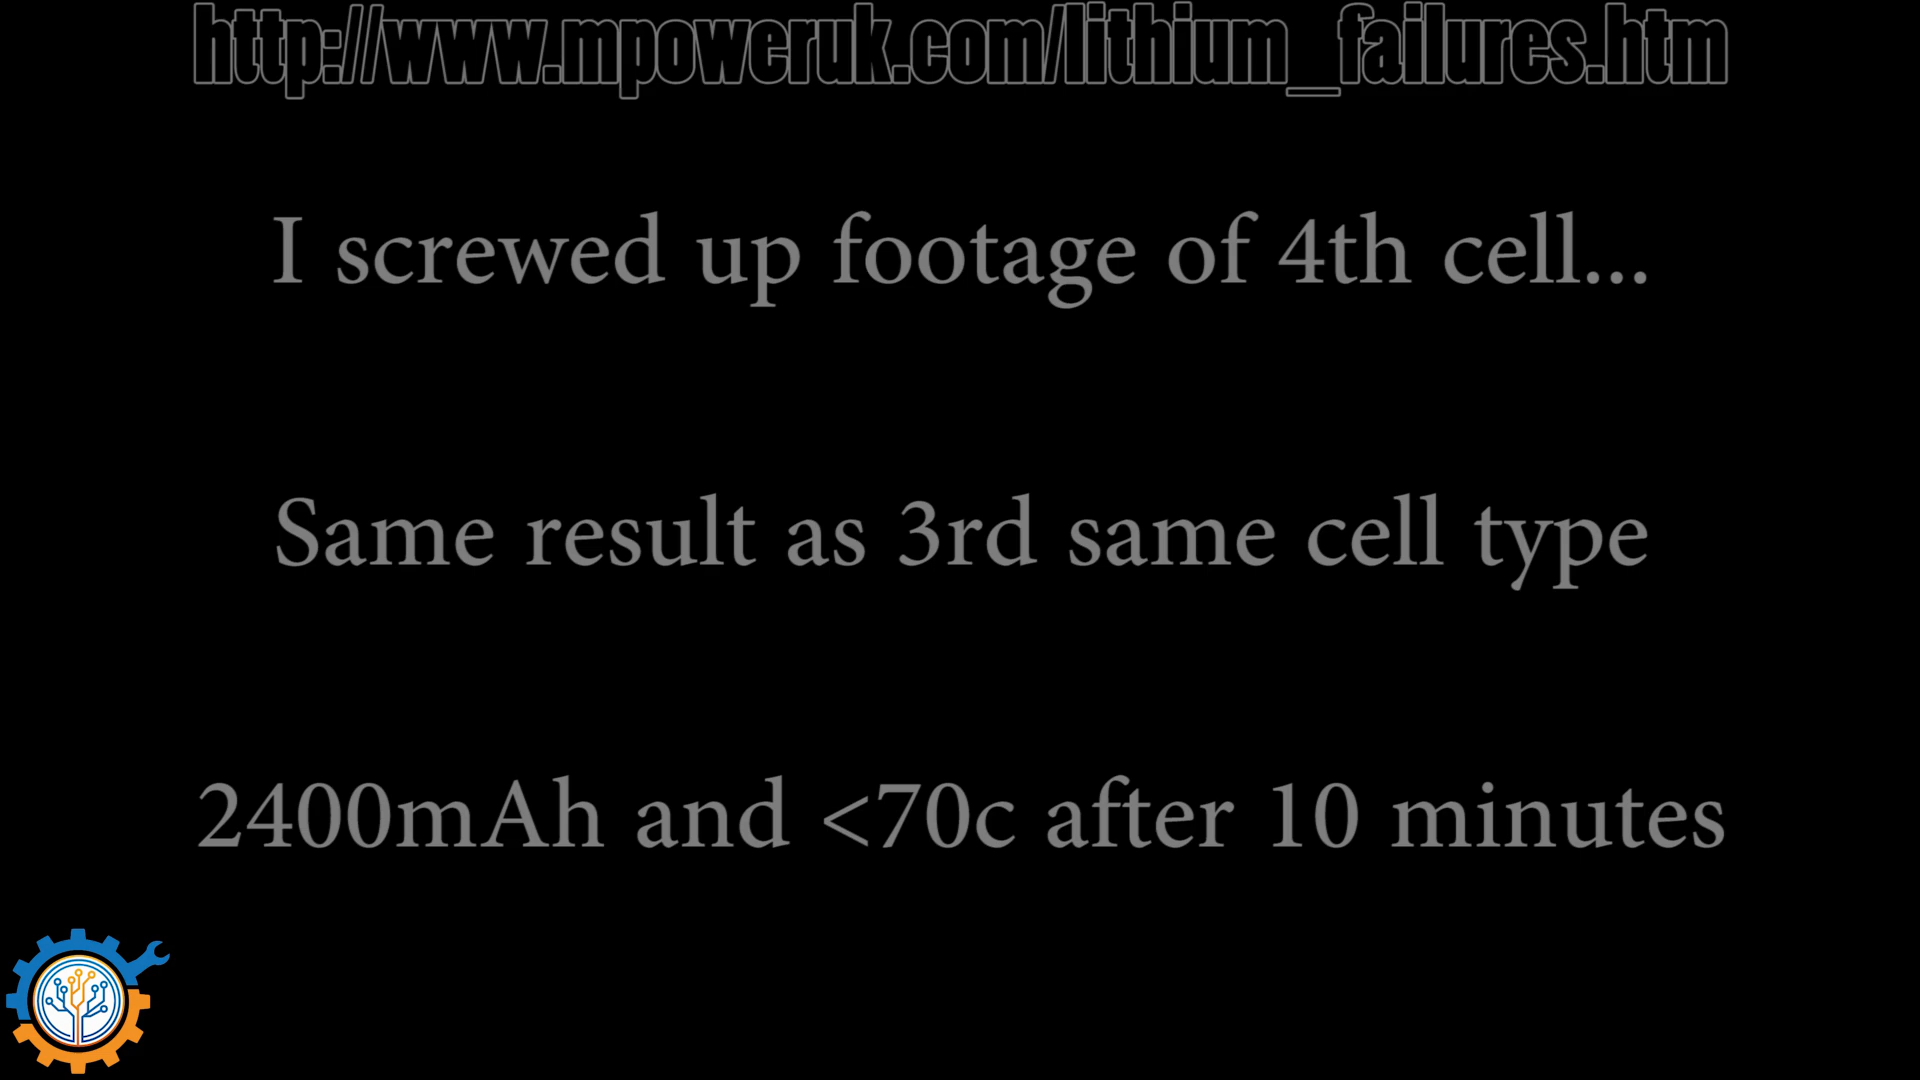 http://www.mpoweruk.com/lithium_failures.htm
I screwed up footage of 4th cell...
Same result as 3rd same cell type
2400mAh and <70c after 10 minutes